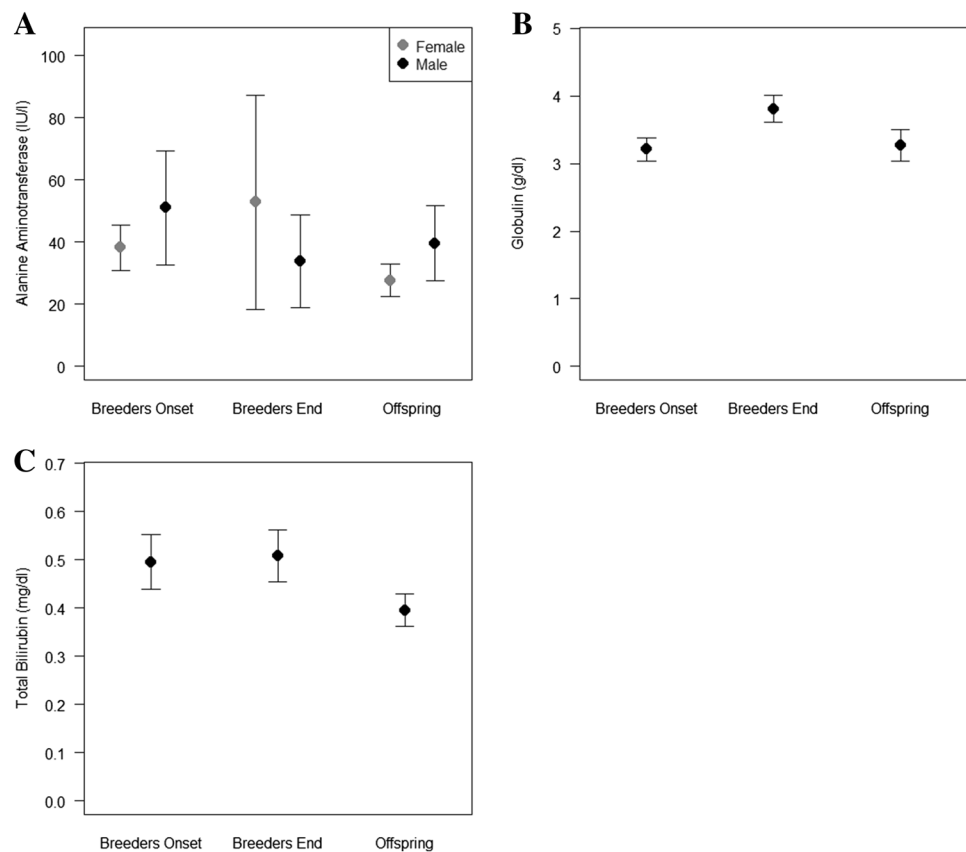 A
Alanine Aminotransferase (IU/l)
100
80
60
40
20
0
Female
Male
Breeders Onset Breeders End Offspring
B
Globulin (g/dl)
5
4
3
2
1
0
Breeders Onset Breeders End Offspring
C
Total Bilirubin (mg/dl)
0.7
0.6
0.5
0.4
0.3
0.2
0.1
0.0
Breeders Onset Breeders End Offspring